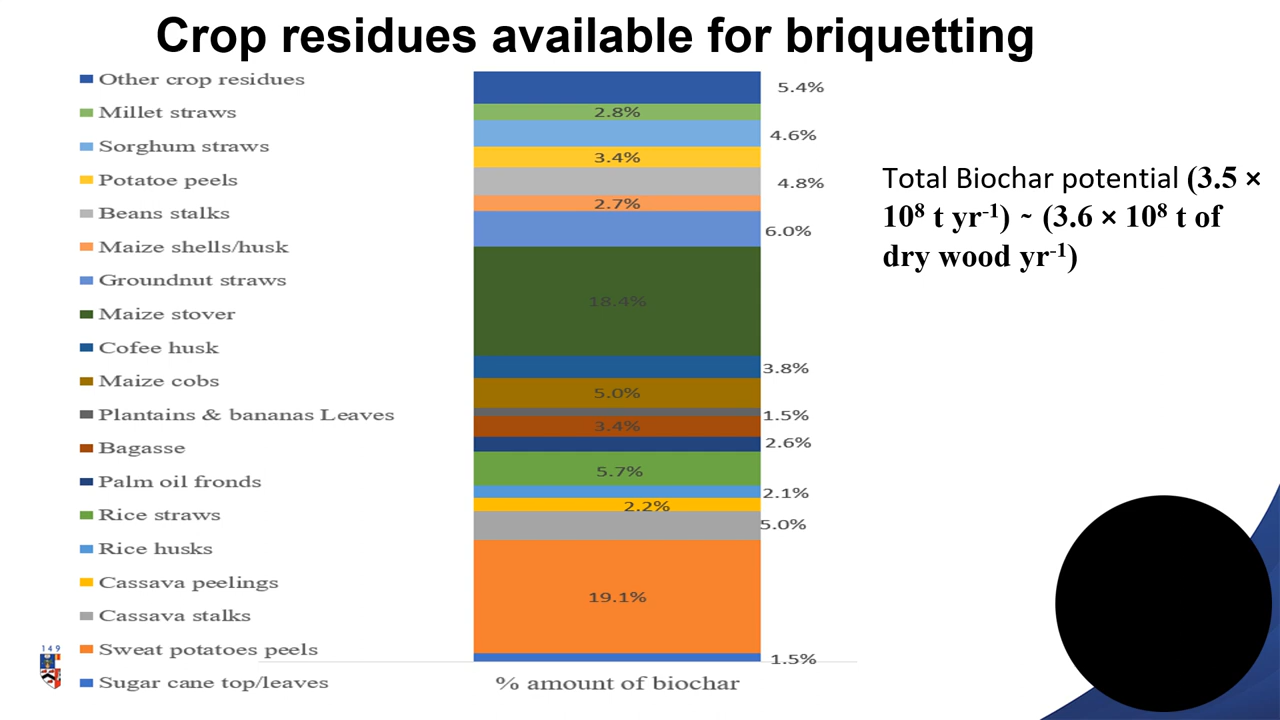 Crop residues available for briquetting
Other crop residues
Millet straws
Sorghum straws
Potatoe peels
Beans stalks
Maize shells/husk
Groundnut straws
Maize stover
Cofee husk
Maize cobs
Plantains & bananas Leaves
Bagasse
Palm oil fronds
Rice straws
Rice husks
Cassava peelings
Cassava stalks
Sweat potatoes peels
Sugar cane top/leaves
5.4%
2.8%
4.6%
3.4%
4.8%
2.7%
6.0%
18.4%
3.8%
5.0%
1.5%
3.4%
2.6%
5.7%
2.1%
2.2%
5.0%
19.1%
1.5%
% amount of biochar
Total Biochar potential (3.5 ×
10⁸ t yr⁻¹) ~ (3.6 × 10⁸ t of
dry wood yr⁻¹)
149